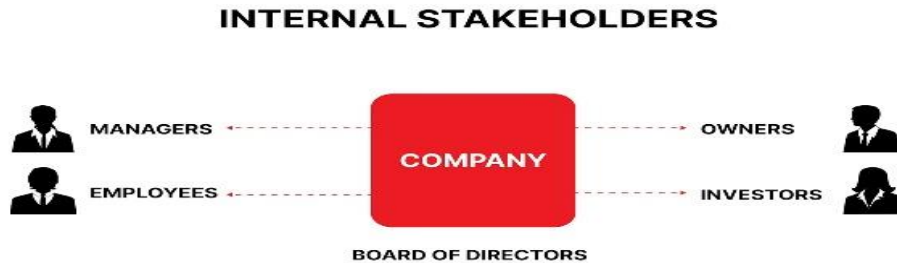 INTERNAL STAKEHOLDERS
MANAGERS
OWNERS
COMPANY
EMPLOYEES
INVESTORS
BOARD OF DIRECTORS